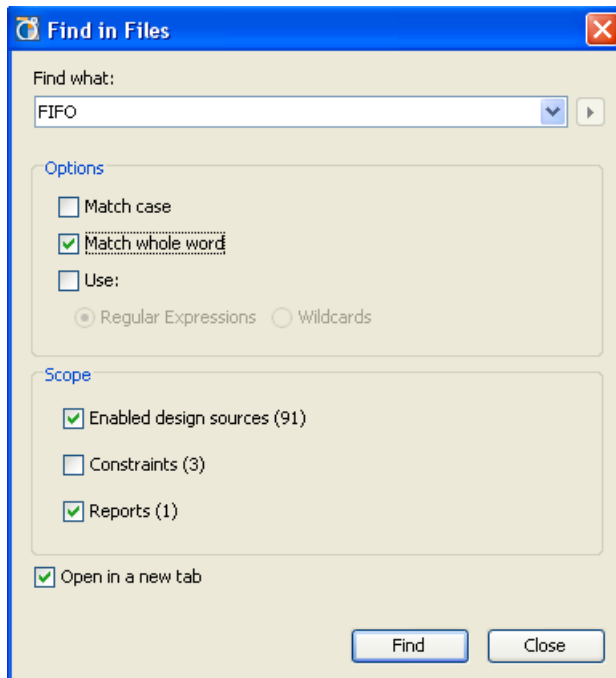 Find in Files
Find what:
FIFO
Options
Match case
Match whole word
Use:
Regular Expressions Wildcards
Scope
Enabled design sources (91)
Constraints (3)
Reports (1)
Open in a new tab
Find Close